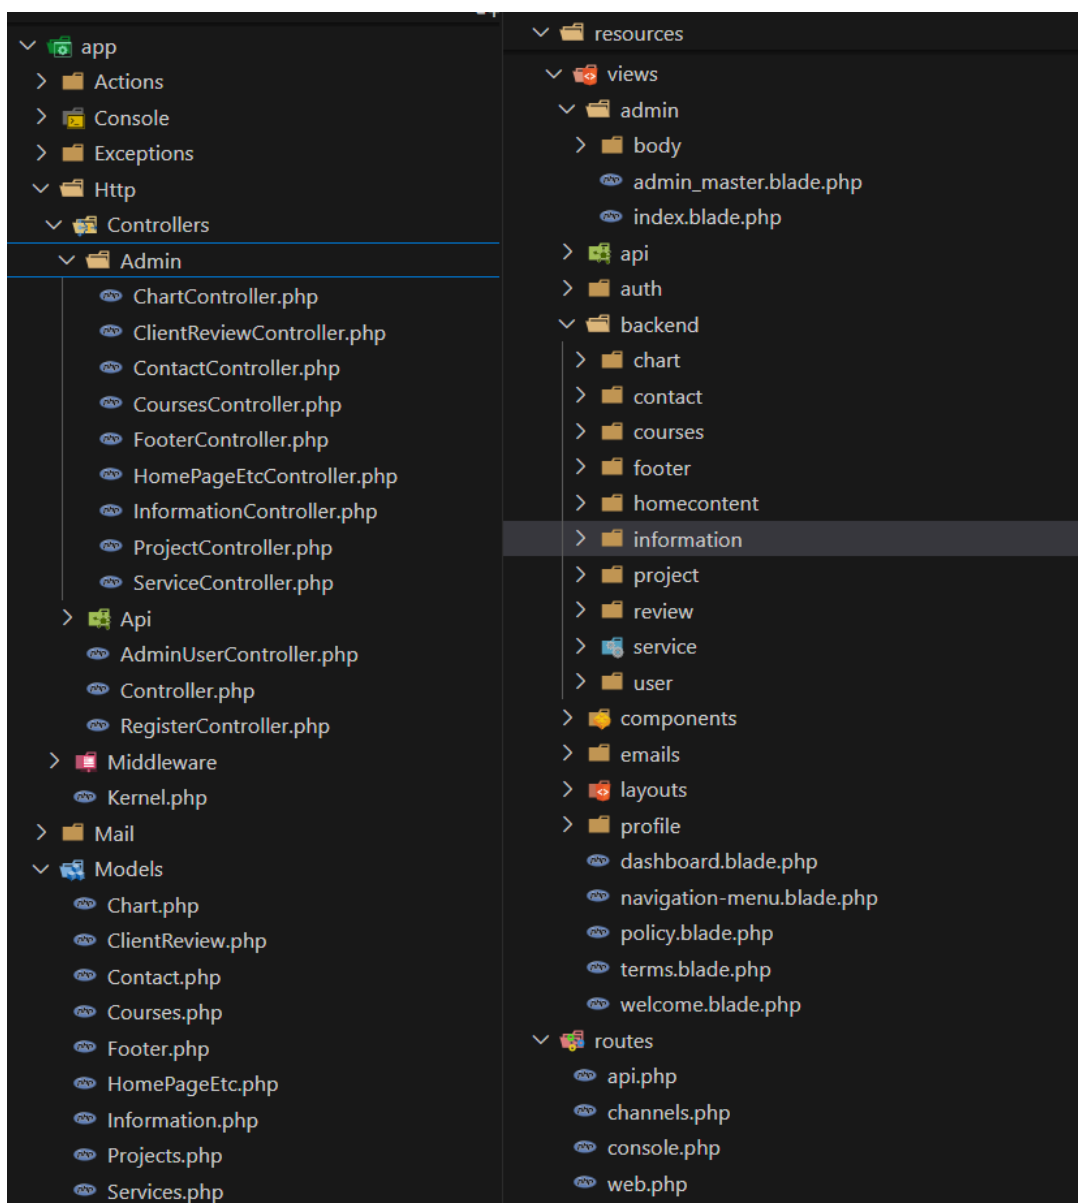 app
Actions
Console
Exceptions
Http
Controllers
Admin
ChartController.php
ClientReviewController.php
ContactController.php
CoursesController.php
FooterController.php
HomePageEtcController.php
InformationController.php
ProjectController.php
ServiceController.php
Api
AdminUserController.php
Controller.php
RegisterController.php
Middleware
Kernel.php
Mail
Models
Chart.php
ClientReview.php
Contact.php
Courses.php
Footer.php
HomePageEtc.php
Information.php
Projects.php
Services.php
resources
views
admin
body
admin_master.blade.php
index.blade.php
api
auth
backend
chart
contact
courses
footer
homecontent
information
project
review
service
user
components
emails
layouts
profile
dashboard.blade.php
navigation-menu.blade.php
policy.blade.php
terms.blade.php
welcome.blade.php
routes
api.php
channels.php
console.php
web.php